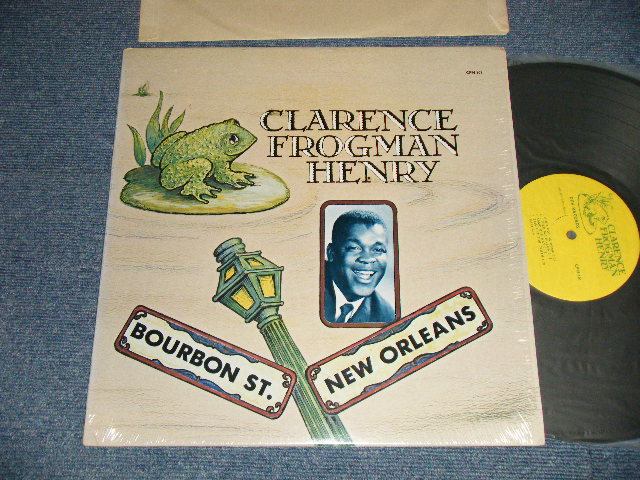 CLARENCE
FROGMAN
HENRY
BOURBON ST.
NEW ORLEANS
CLARENCE
FROGMAN
HENRY